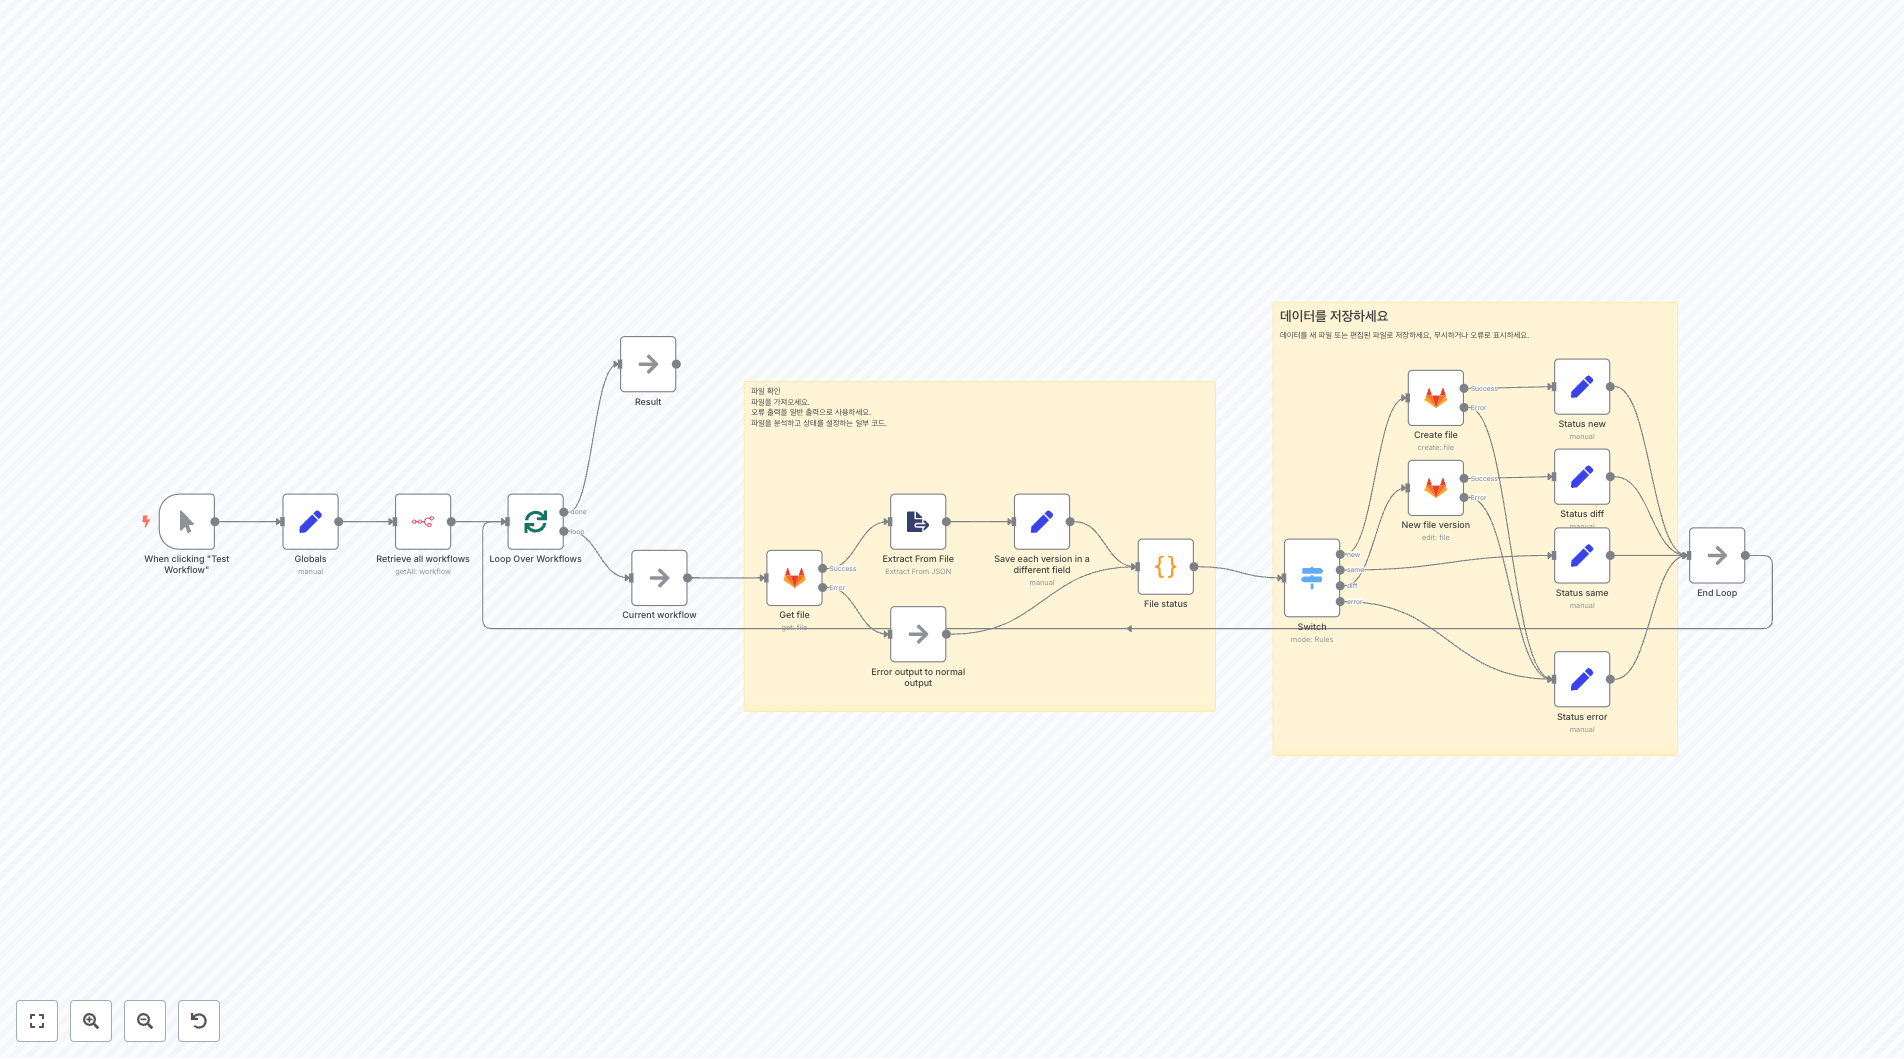 데이터를 저장하세요
데이터를 새 파일 또는 편집된 파일로 저장하세요, 무시하거나 오류로 표시하세요.
Result
파일 확인
파일을 가져오세요.
오류 출력을 일반 출력으로 사용하세요.
파일을 분석하고 상태를 설정하는 일부 코드.
Success
Error
Create file
create: file
Status new
manual
Success
Error
New file version
edit: file
Status diff
manual
done
loop
When clicking "Test
Workflow"
Globals
manual
Retrieve all workflows
getAll: workflow
Loop Over Workflows
Current workflow
Success
Error
Get file
get: file
Extract From File
Extract From JSON
Save each version in a
different field
manual
Error output to normal
output
File status
new
same
diff
error
Switch
mode: Rules
Status same
manual
End Loop
Status error
manual